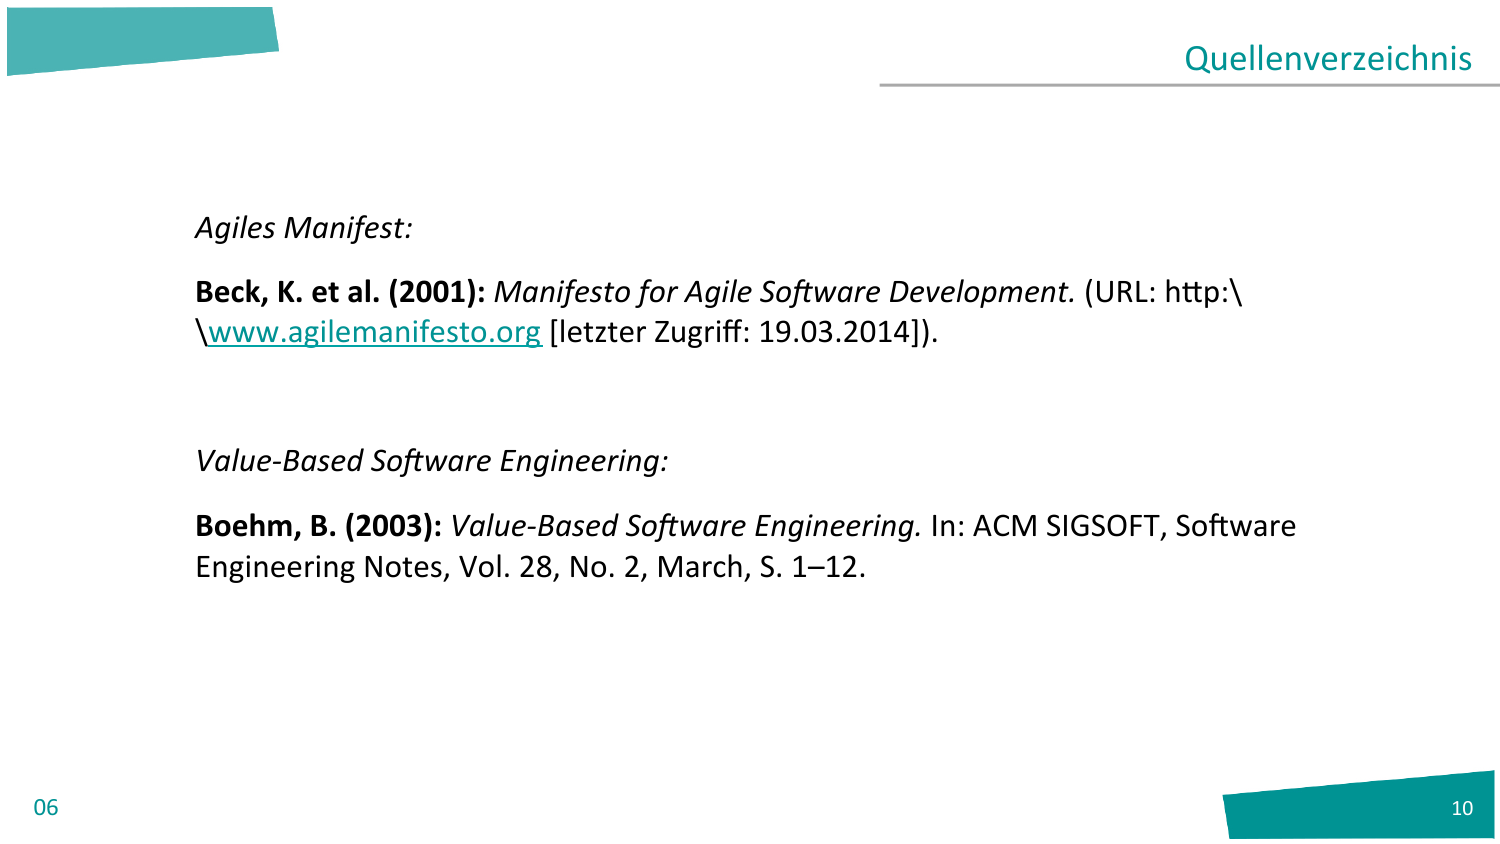 Quellenverzeichnis
Agiles Manifest:
Beck, K. et al. (2001): Manifesto for Agile Software Development. (URL: http:\
\www.agilemanifesto.org [letzter Zugriff: 19.03.2014]).
Value-Based Software Engineering:
Boehm, B. (2003): Value-Based Software Engineering. In: ACM SIGSOFT, Software
Engineering Notes, Vol. 28, No. 2, March, S. 1–12.
06
10